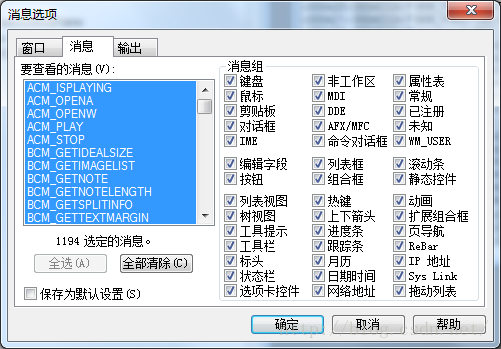 消息选项
窗口 消息 输出
要查看的消息(V):
ACM_ISPLAYING
ACM_OPENA
ACM_OPENW
ACM_PLAY
ACM_STOP
BCM_GETIDEALSIZE
BCM_GETIMAGELIST
BCM_GETNOTE
BCM_GETNOTELENGTH
BCM_GETSPLITINFO
BCM_GETTEXTMARGIN
1194 选定的消息。
全选(A) 全部清除(C)
保存为默认设置(S)
消息组
键盘 非工作区 属性表
鼠标 MDI 常规
剪贴板 DDE 已注册
对话框 AFX/MFC 未知
IME 命令对话框 WM_USER
编辑字段 列表框 滚动条
按钮 组合框 静态控件
列表视图 热键 动画
树视图 上下箭头 扩展组合框
工具提示 进度条 页导航
工具栏 跟踪条 ReBar
标头 月历 IP 地址
状态栏 日期时间 Sys Link
选项卡控件 网络地址 拖动列表
确定 取消 帮助